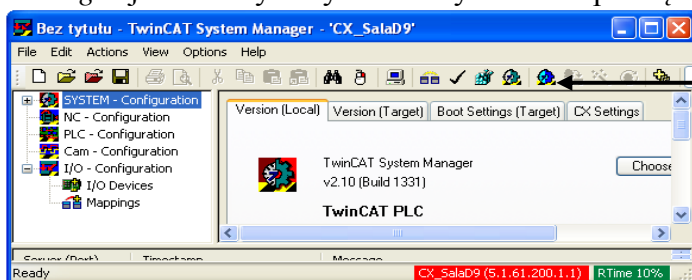 Bez tytułu - TwinCAT System Manager - 'CX_SalaD9'
File Edit Actions View Options Help
SYSTEM - Configuration
NC - Configuration
PLC - Configuration
Cam - Configuration
I/O - Configuration
I/O Devices
Mappings
Version (Local) Version (Target) Boot Settings (Target) CX Settings
TwinCAT System Manager
v2.10 (Build 1331)
Choose
TwinCAT PLC
Server (Port) Timestamp Message
Ready CX_SalaD9 (5.1.61.200.1.1) RTime 10%